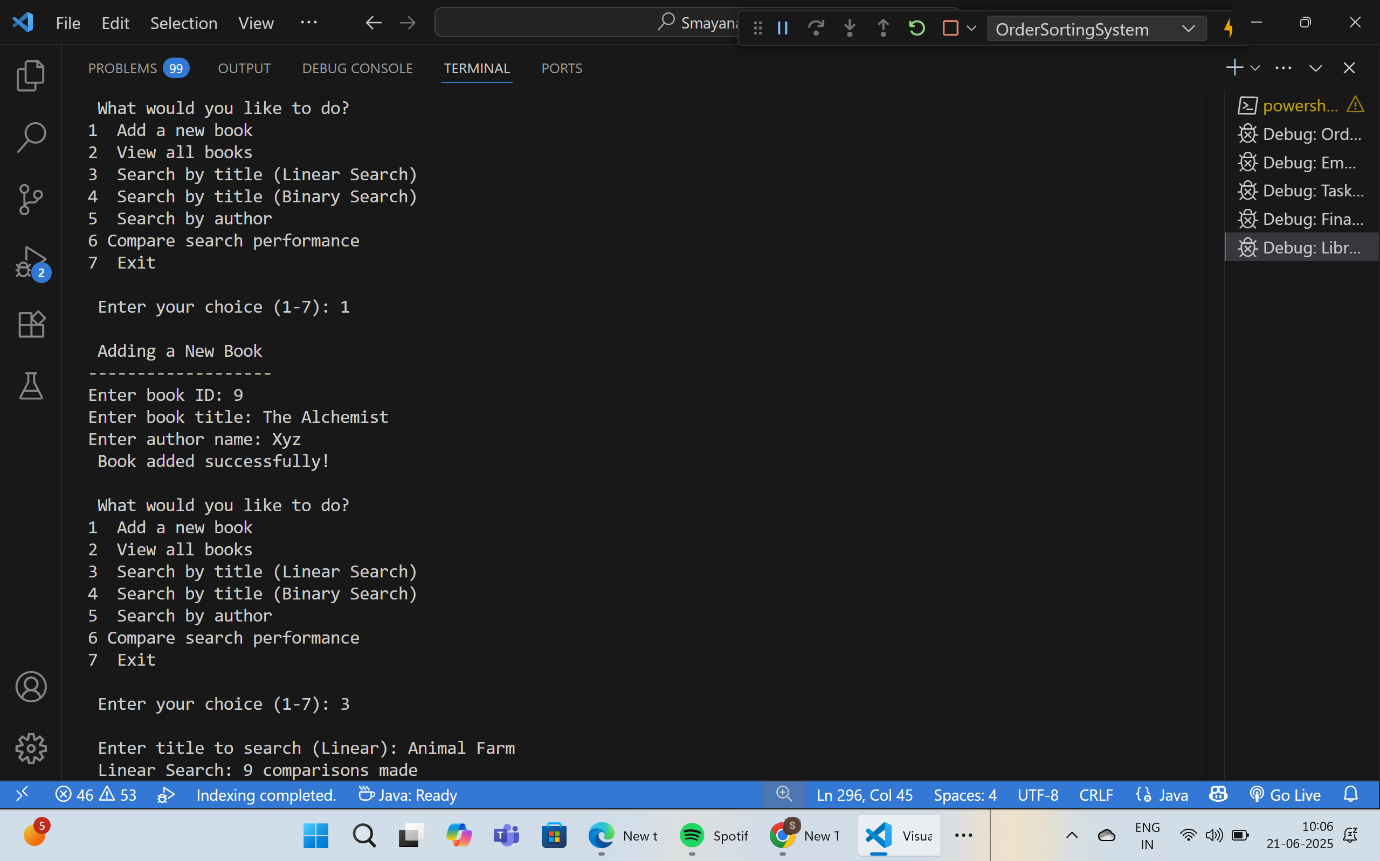 File Edit Selection View ··· Smayana OrderSortingSystem
PROBLEMS 99 OUTPUT DEBUG CONSOLE TERMINAL PORTS
What would you like to do?
1 Add a new book
2 View all books
3 Search by title (Linear Search)
4 Search by title (Binary Search)
5 Search by author
6 Compare search performance
7 Exit
Enter your choice (1-7): 1
Adding a New Book
-------------------
Enter book ID: 9
Enter book title: The Alchemist
Enter author name: Xyz
Book added successfully!
What would you like to do?
1 Add a new book
2 View all books
3 Search by title (Linear Search)
4 Search by title (Binary Search)
5 Search by author
6 Compare search performance
7 Exit
Enter your choice (1-7): 3
Enter title to search (Linear): Animal Farm
Linear Search: 9 comparisons made
powersh...
Debug: Ord...
Debug: Em...
Debug: Task...
Debug: Fina...
Debug: Libr...
2
46 53 Indexing completed. Java: Ready Ln 296, Col 45 Spaces: 4 UTF-8 CRLF Java Go Live
5 New t Spotif S New T Visua ENG IN 10:06
21-06-2025